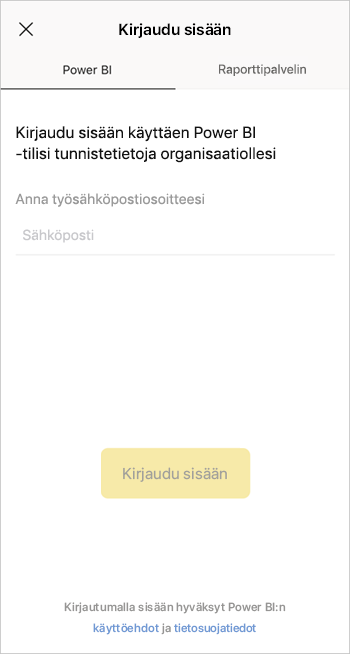 Kirjaudu sisään
Power BI
Raporttipalvelin
Kirjaudu sisään käyttäen Power BI
-tilisi tunnistetietoja organisaatiollesi
Anna työsähköpostiosoitteesi
Sähköposti
Kirjaudu sisään
Kirjautumalla sisään hyväksyt Power BI:n
käyttöehdot ja tietosuojatiedot